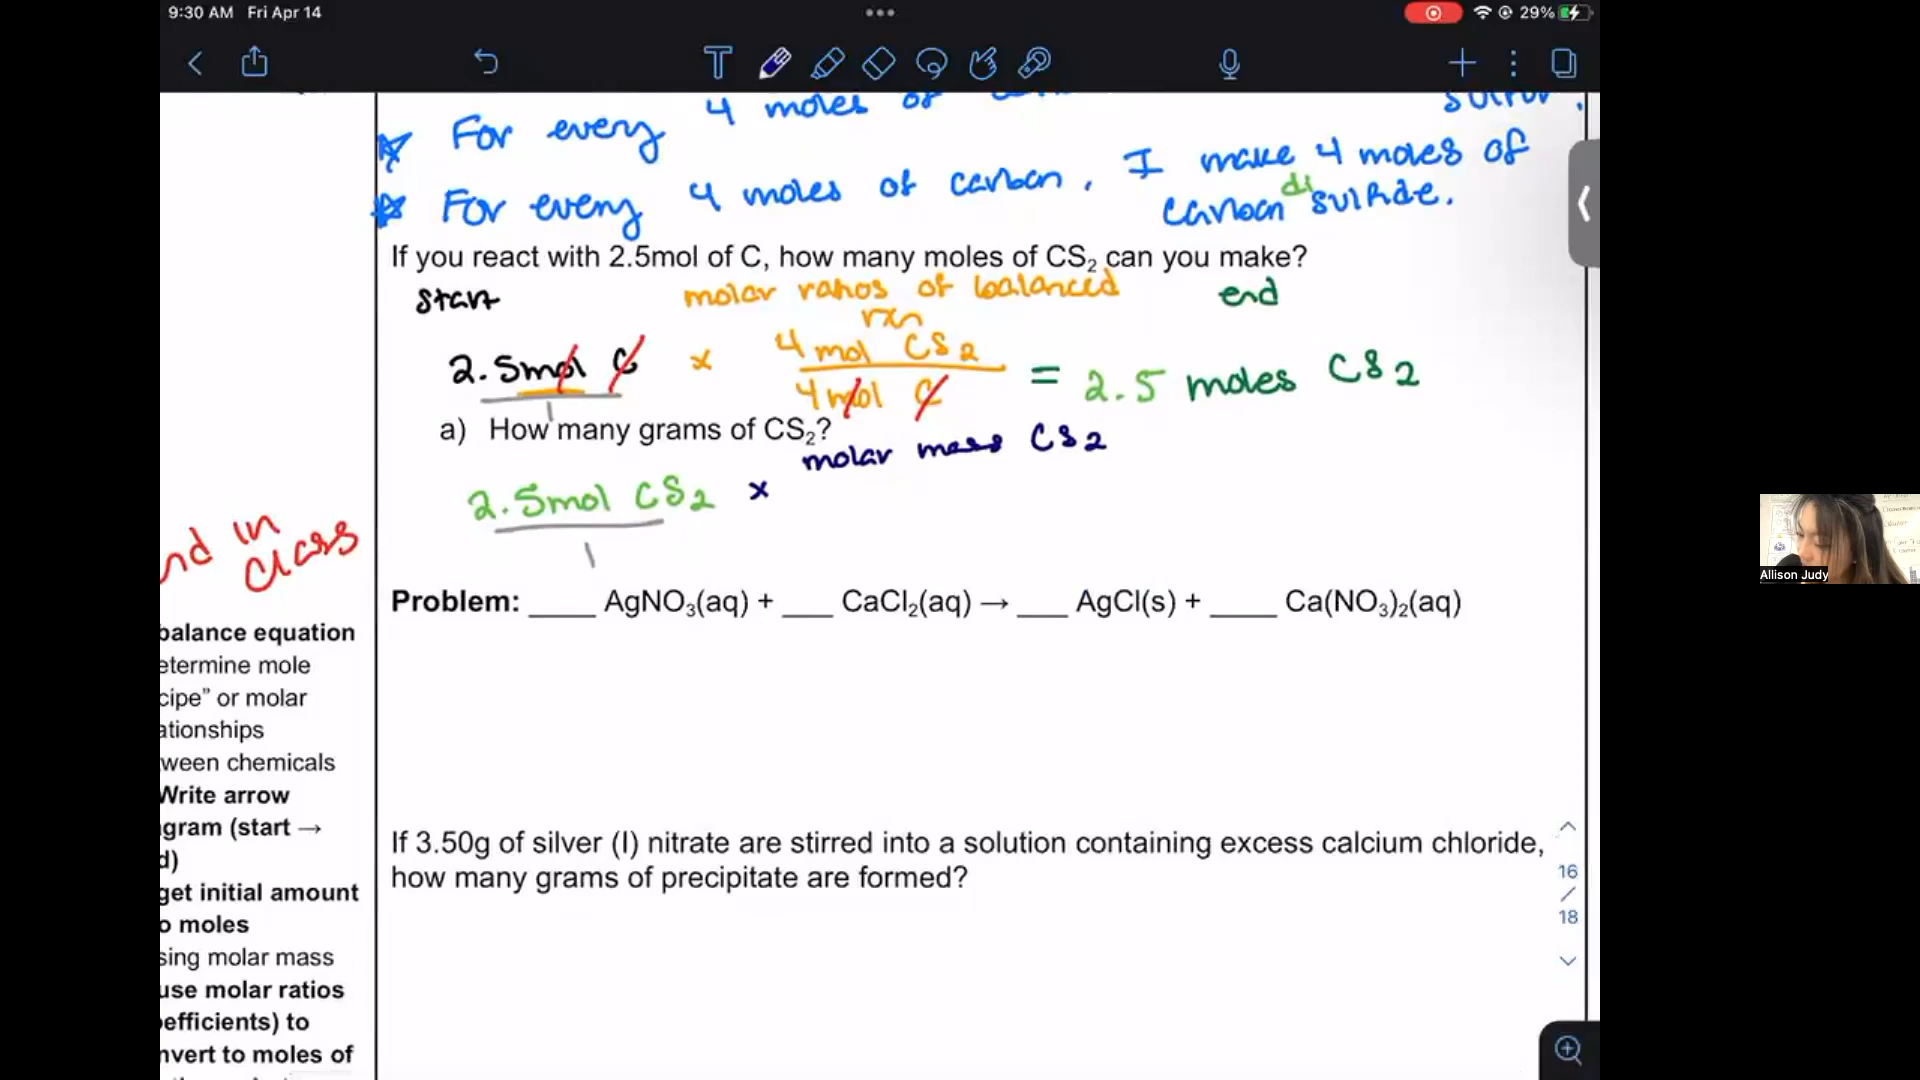 9:30 AM Fri Apr 14
29%
4 moles of
sulfur.
For every
For every 4 moles of carbon, I make 4 moles of
carbon disulfide.
If you react with 2.5mol of C, how many moles of CS₂ can you make?
start molar ratios of balanced end
rxn
2.5mol C × 4 mol CS₂
4 mol C
= 2.5 moles CS₂
1
a) How many grams of CS₂?
molar mass CS₂
2.5mol CS₂ ×
1
in
class
Problem: ____ AgNO₃(aq) + ___ CaCl₂(aq) → ___ AgCl(s) + ____ Ca(NO₃)₂(aq)
balance equation
etermine mole
cipe” or molar
ationships
ween chemicals
Write arrow
gram (start →
d)
get initial amount
o moles
sing molar mass
use molar ratios
efficients) to
nvert to moles of
If 3.50g of silver (I) nitrate are stirred into a solution containing excess calcium chloride,
how many grams of precipitate are formed?
16
/
18
Allison Judy